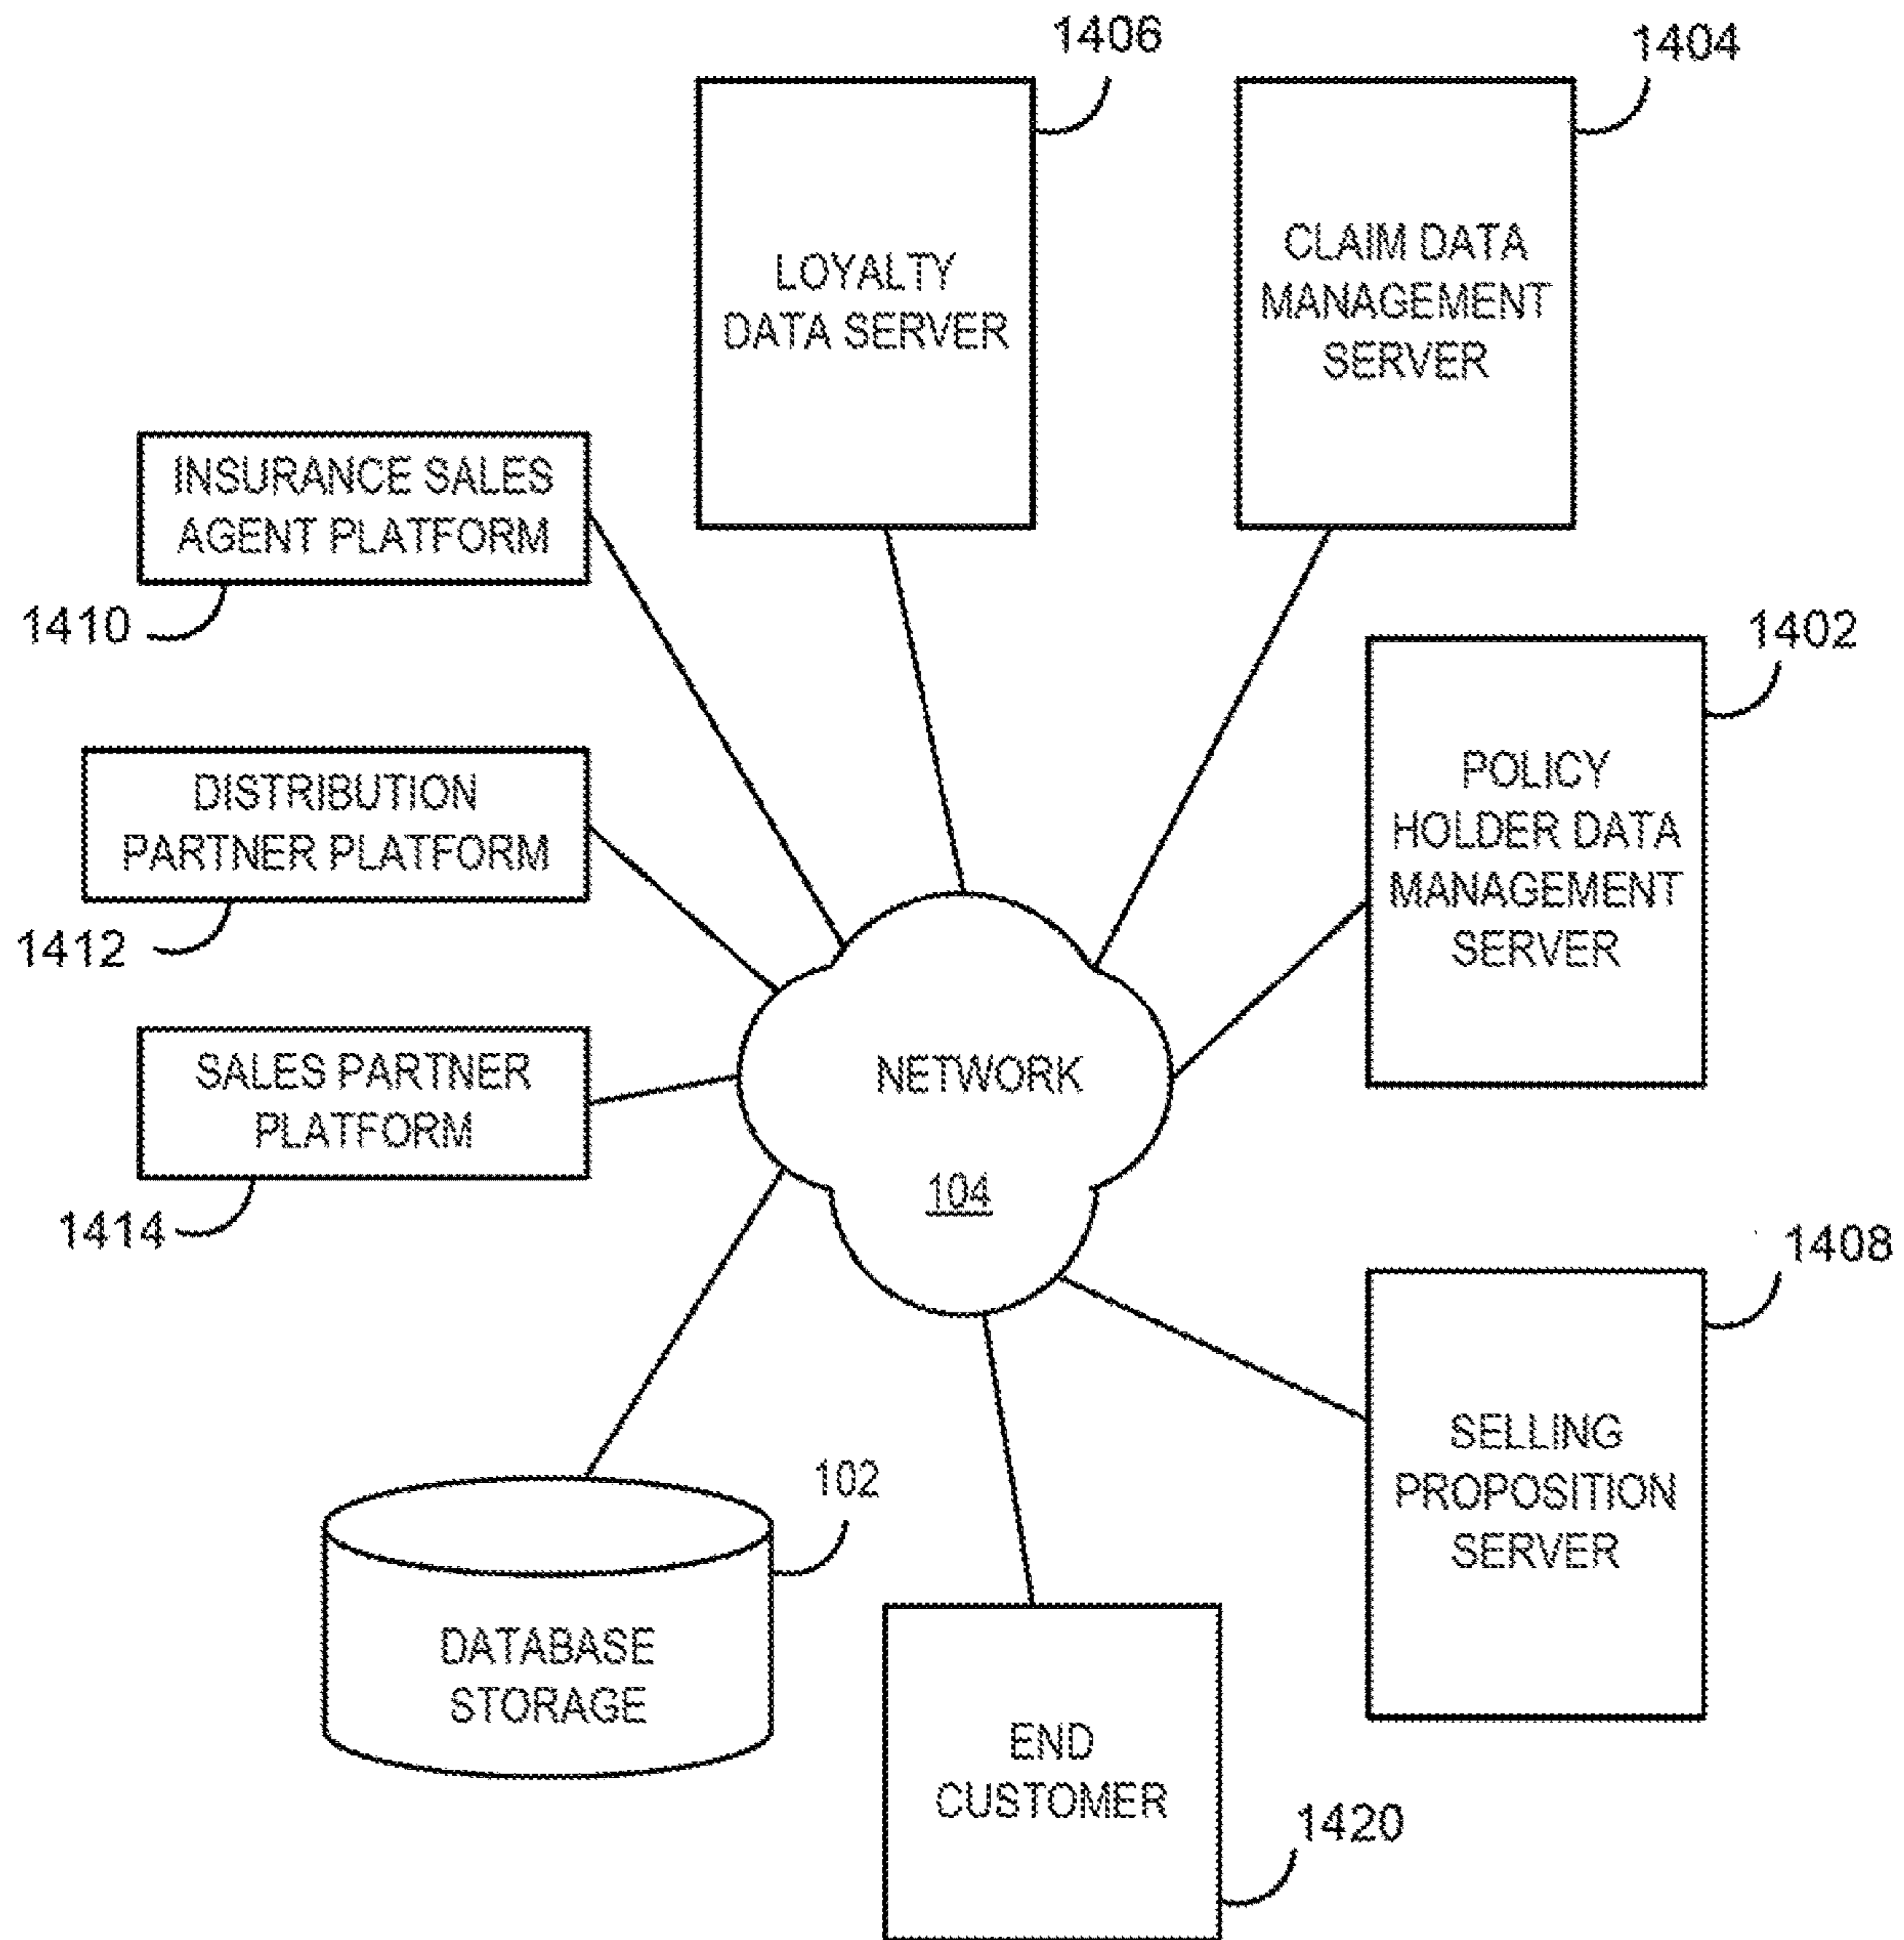 1406
1404
LOYALTY
DATA SERVER
CLAIM DATA
MANAGEMENT
SERVER
INSURANCE SALES
AGENT PLATFORM
1410
1402
POLICY
HOLDER DATA
MANAGEMENT
SERVER
DISTRIBUTION
PARTNER PLATFORM
1412
SALES PARTNER
PLATFORM
1414
NETWORK
104
1408
SELLING
PROPOSITION
SERVER
102
DATABASE
STORAGE
END
CUSTOMER
1420